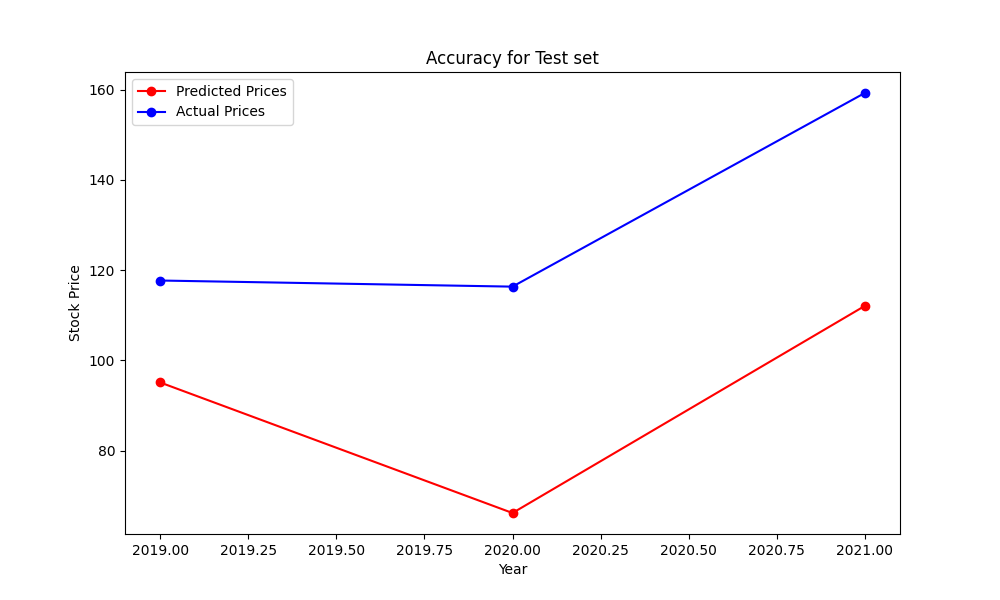 Accuracy for Test set
Predicted Prices
Actual Prices
160
140
120
100
80
Stock Price
2019.00 2019.25 2019.50 2019.75 2020.00 2020.25 2020.50 2020.75 2021.00
Year